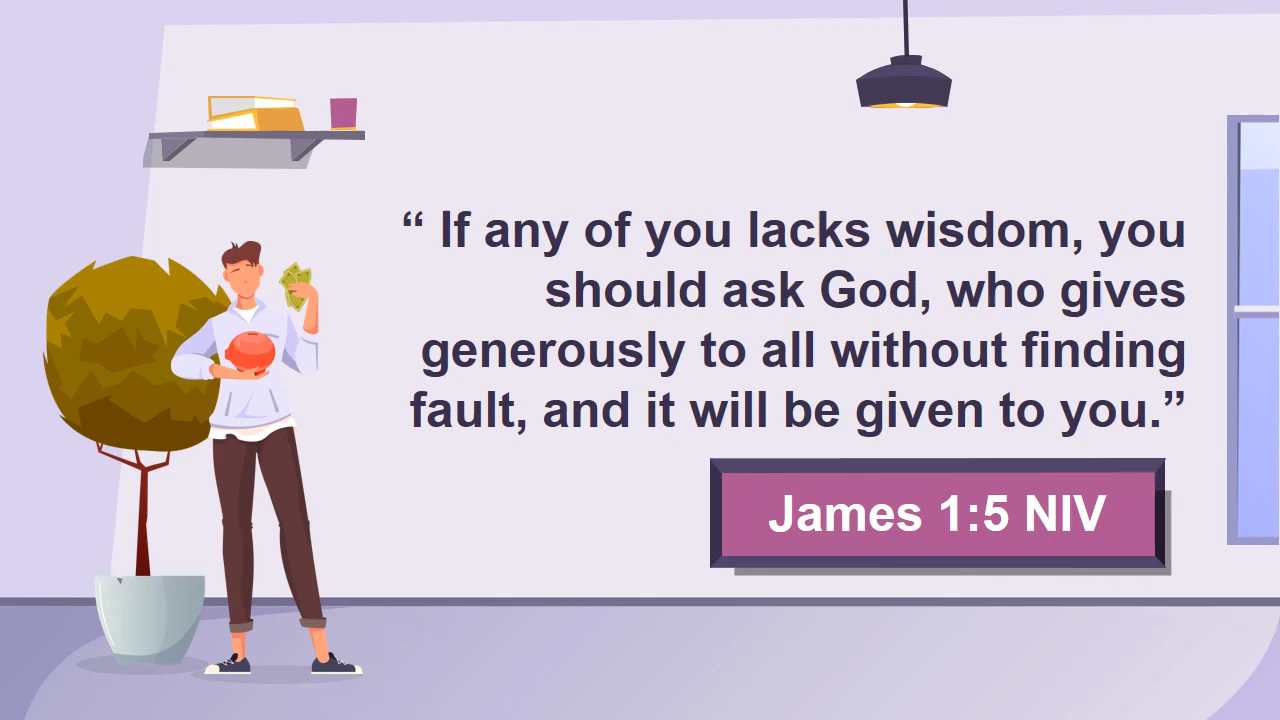 “ If any of you lacks wisdom, you
should ask God, who gives
generously to all without finding
fault, and it will be given to you.”
James 1:5 NIV